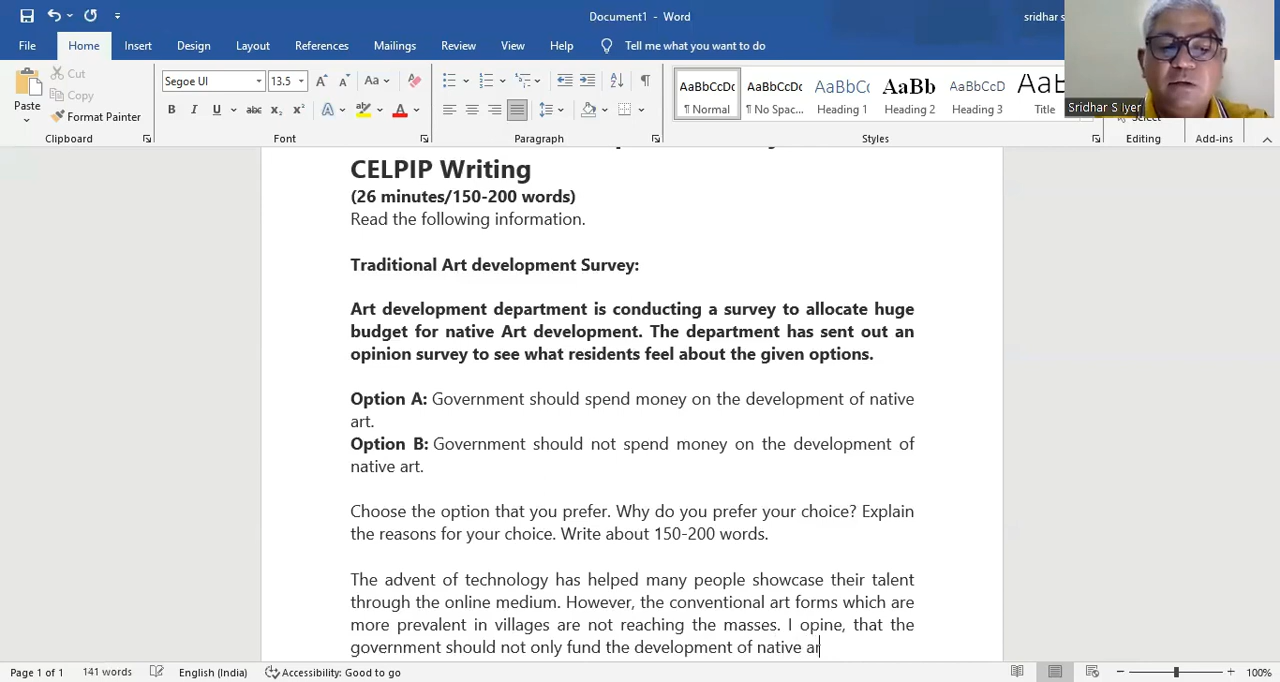 Document1 - Word
sridhar s
File Home Insert Design Layout References Mailings Review View Help Tell me what you want to do
Paste
Cut
Copy
Format Painter
Segoe UI 13.5
AaBbCcDc AaBbCcDc AaBbCc AaBb AaBbCcD
¶ Normal ¶ No Spac... Heading 1 Heading 2 Heading 3 Title
Sridhar S Iyer
Select
Clipboard Font Paragraph Styles Editing Add-ins
CELPIP Writing
(26 minutes/150-200 words)
Read the following information.
Traditional Art development Survey:
Art development department is conducting a survey to allocate huge
budget for native Art development. The department has sent out an
opinion survey to see what residents feel about the given options.
Option A: Government should spend money on the development of native
art.
Option B: Government should not spend money on the development of
native art.
Choose the option that you prefer. Why do you prefer your choice? Explain
the reasons for your choice. Write about 150-200 words.
The advent of technology has helped many people showcase their talent
through the online medium. However, the conventional art forms which are
more prevalent in villages are not reaching the masses. I opine, that the
government should not only fund the development of native ar
Page 1 of 1 141 words English (India) Accessibility: Good to go 100%